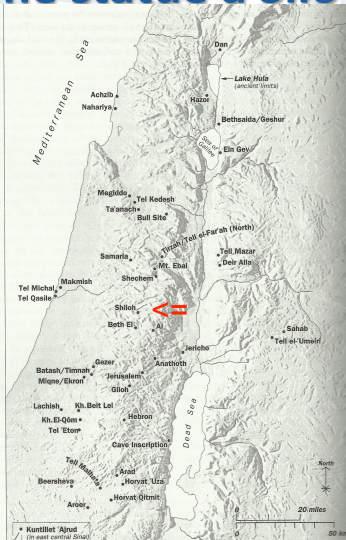 Mediterranean Sea
Dan
Lake Hula
(ancient limits)
Achzib
Hazor
Nahariya
Bethsaida/Geshur
Sea of
Galilee
Ein Gev
Megiddo
Tel Kedesh
Ta'anach
Bull Site
Tirzah/Tell el-Far'ah (North)
Samaria
Tell Mazar
Mt. Ebal
Deir Alla
Shechem
Makmish
Tel Michal
Tel Qasile
Shiloh
<=
Beth El
Ai
Sahab
Tell el-'Umeiri
Jericho
Gezer
Anathoth
Batash/Timnah
Jerusalem
Miqne/Ekron
Giloh
Lachish
Kh. Beit Lei
Kh. El-Qôm
Hebron
Tel 'Eton
Dead Sea
Cave Inscription
Tell Malhata
Arad
North
Beersheva
Horvat 'Uza
Horvat Qitmit
Aroer
20 miles
0
Kuntillet 'Ajrud
(in east central Sinai)
0